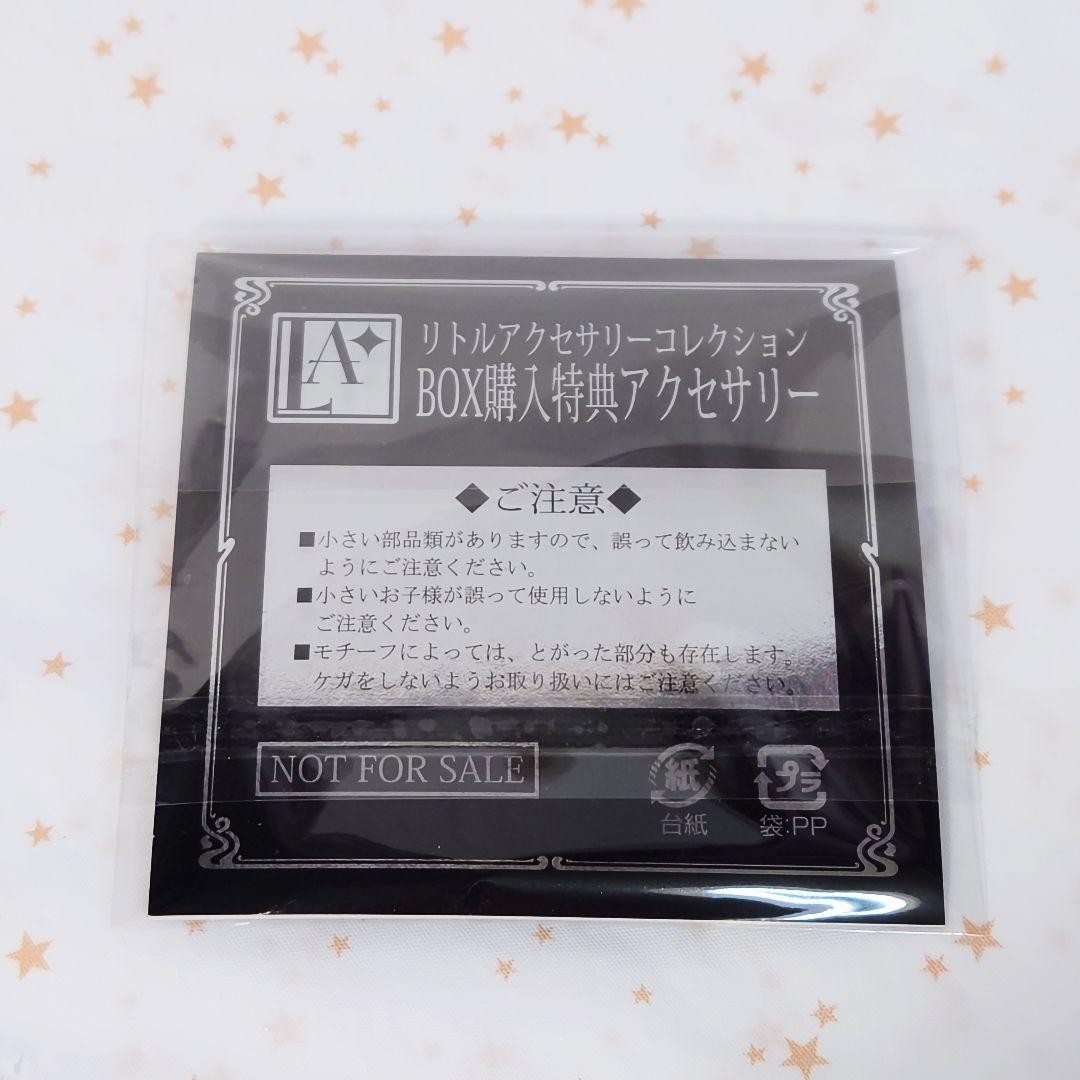 LA
リトルアクセサリーコレクション
BOX購入特典アクセサリー
◆ご注意◆
■小さい部品類がありますので、誤って飲み込まない
ようにご注意ください。
■小さいお子様が誤って使用しないように
ご注意ください。
■モチーフによっては、とがった部分も存在します。
ケガをしないようお取り扱いにはご注意ください。
NOT FOR SALE
紙
プラ
台紙
袋:PP